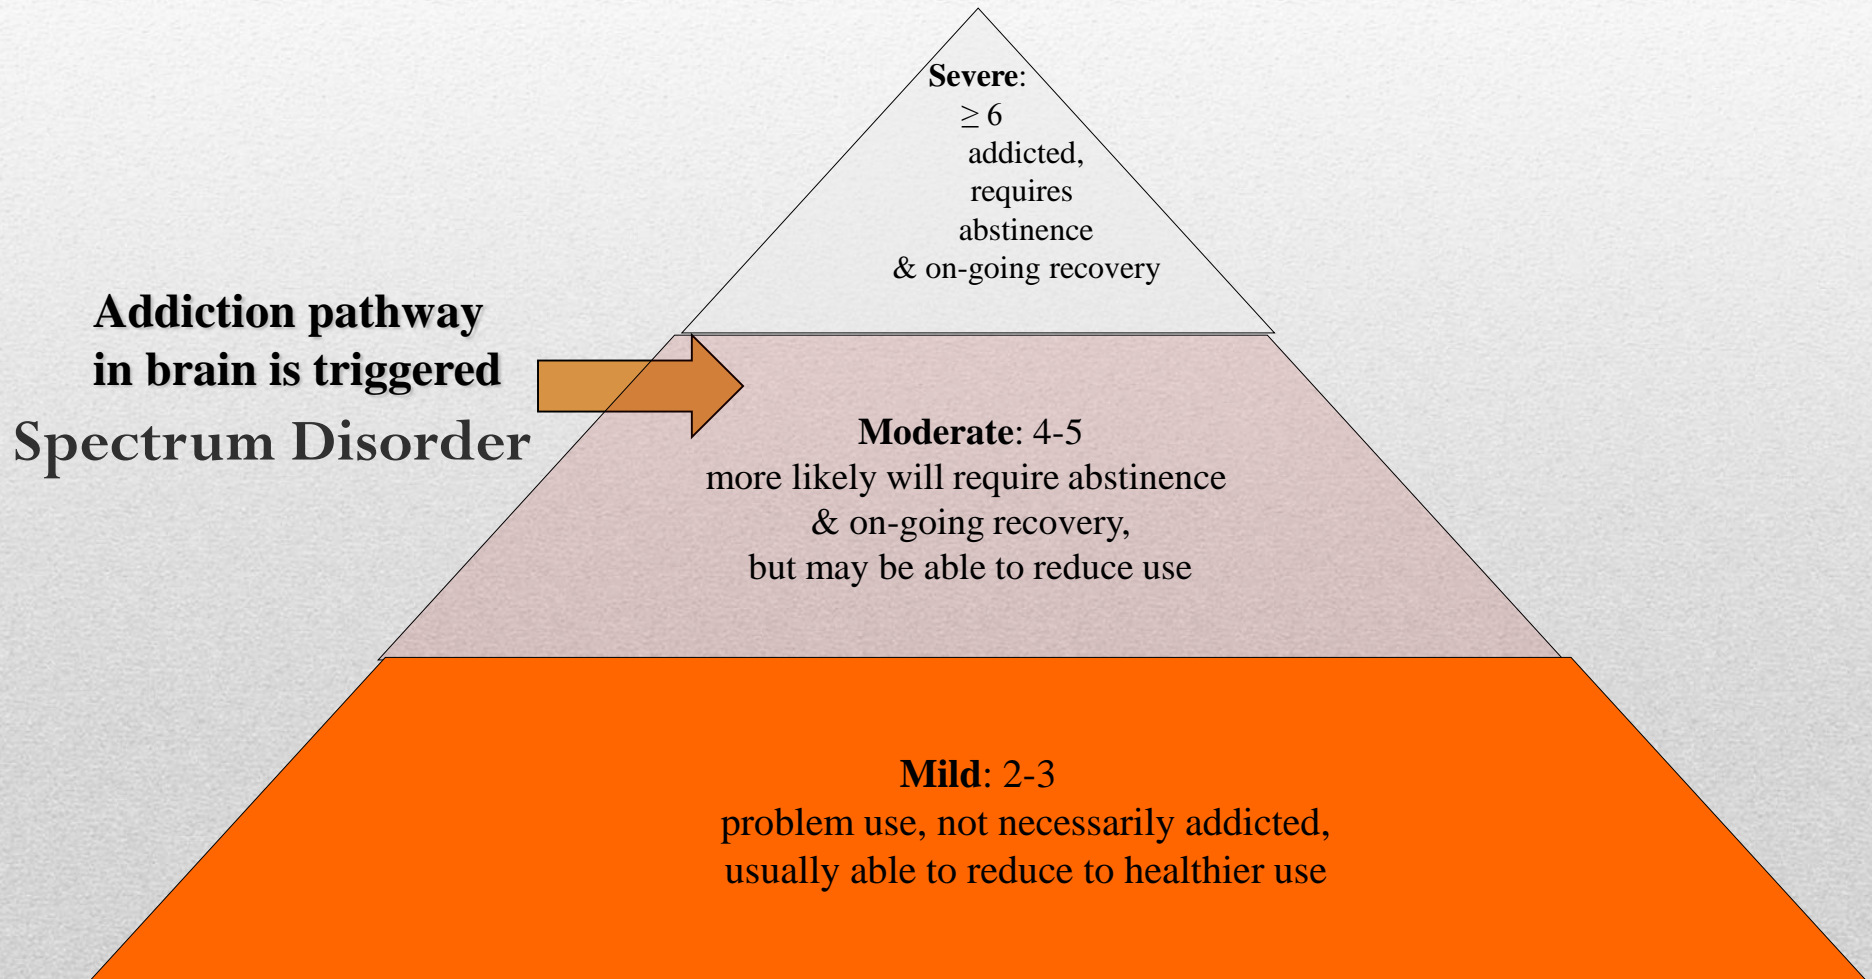 Severe:
≥ 6
addicted,
requires
abstinence
& on-going recovery
Addiction pathway
in brain is triggered
Spectrum Disorder
Moderate: 4-5
more likely will require abstinence
& on-going recovery,
but may be able to reduce use
Mild: 2-3
problem use, not necessarily addicted,
usually able to reduce to healthier use